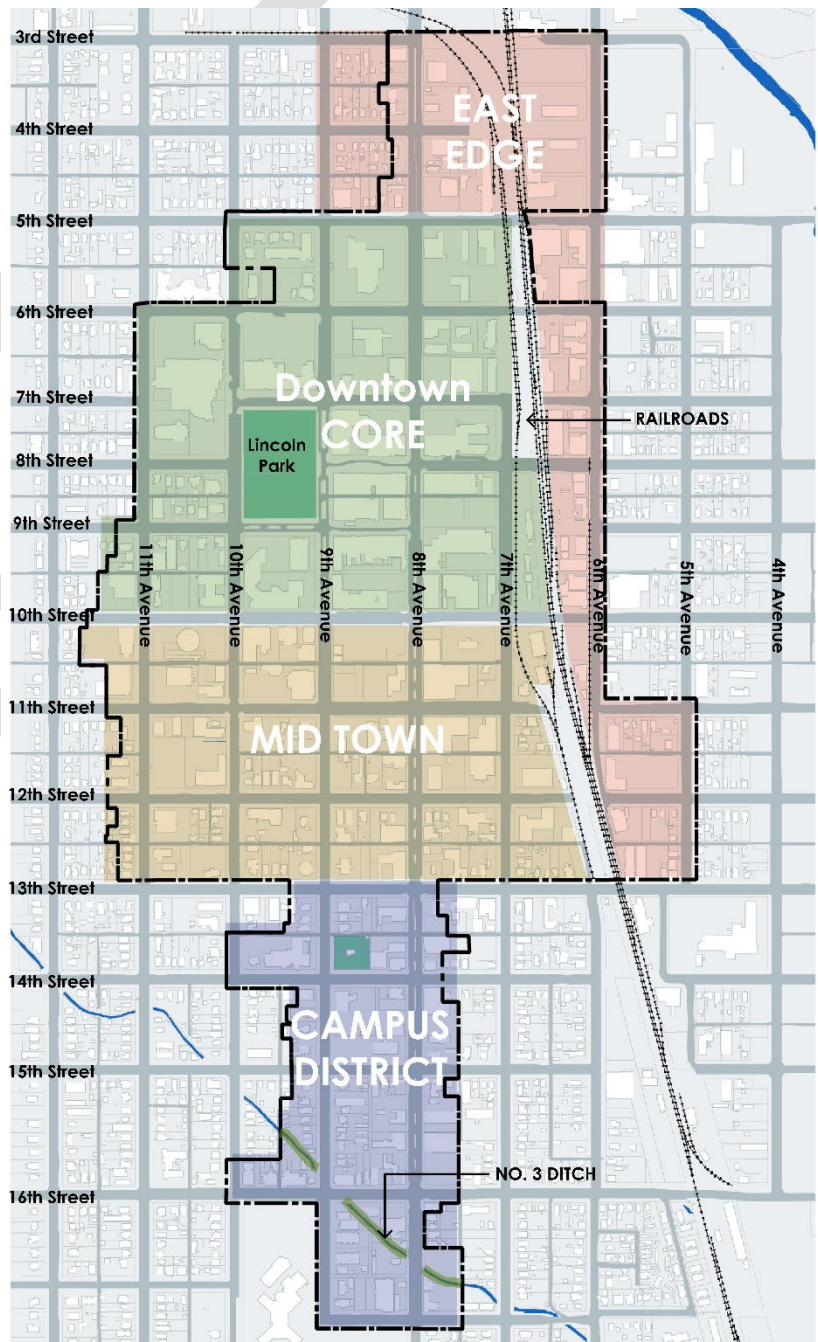 3rd Street
EAST
EDGE
4th Street
5th Street
6th Street
Downtown
CORE
7th Street
RAILROADS
Lincoln
Park
8th Street
9th Street
11th Avenue
10th Avenue
9th Avenue
8th Avenue
7th Avenue
6th Avenue
5th Avenue
4th Avenue
10th Street
11th Street
MID TOWN
12th Street
13th Street
14th Street
CAMPUS
DISTRICT
15th Street
NO. 3 DITCH
16th Street